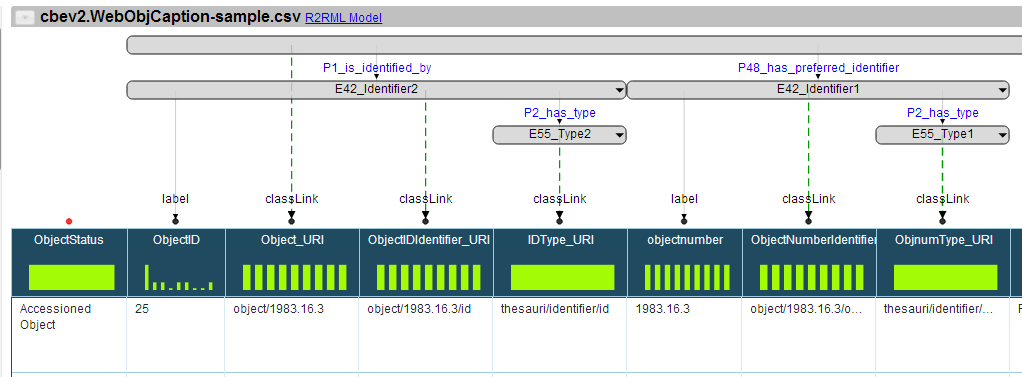 cbev2.WebObjCaption-sample.csv R2RML Model
P1_is_identified_by P48_has_preferred_identifier
E42_Identifier2 E42_Identifier1
P2_has_type P2_has_type
E55_Type2 E55_Type1
label classLink classLink classLink label classLink classLink
ObjectStatus ObjectID Object_URI ObjectIDIdentifier_URI IDType_URI objectnumber ObjectNumberIdentifier ObjnumType_URI
Accessioned 25 object/1983.16.3 object/1983.16.3/id thesauri/identifier/id 1983.16.3 object/1983.16.3/o... thesauri/identifier/...
Object